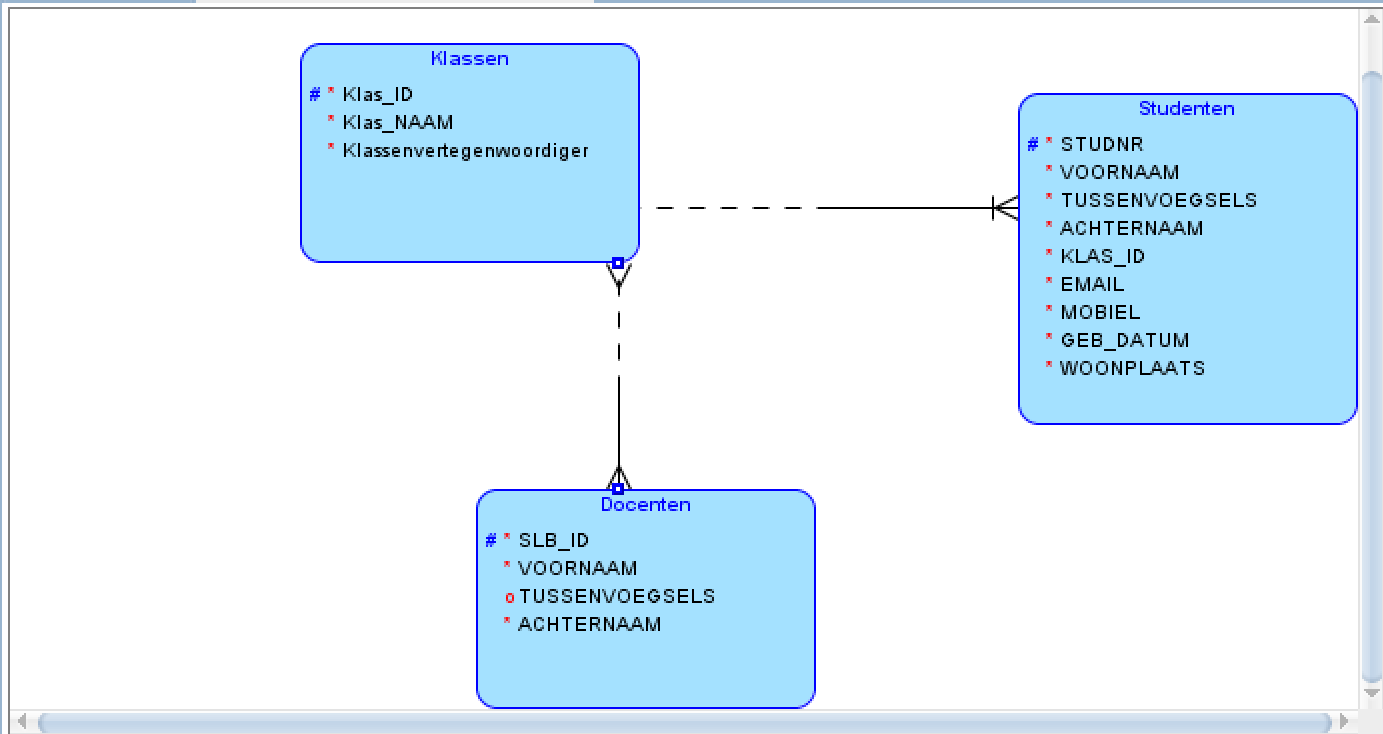 Klassen
# * Klas_ID
* Klas_NAAM
* Klassenvertegenwoordiger
Studenten
# * STUDNR
* VOORNAAM
* TUSSENVOEGSELS
* ACHTERNAAM
* KLAS_ID
* EMAIL
* MOBIEL
* GEB_DATUM
* WOONPLAATS
Docenten
# * SLB_ID
* VOORNAAM
o TUSSENVOEGSELS
* ACHTERNAAM